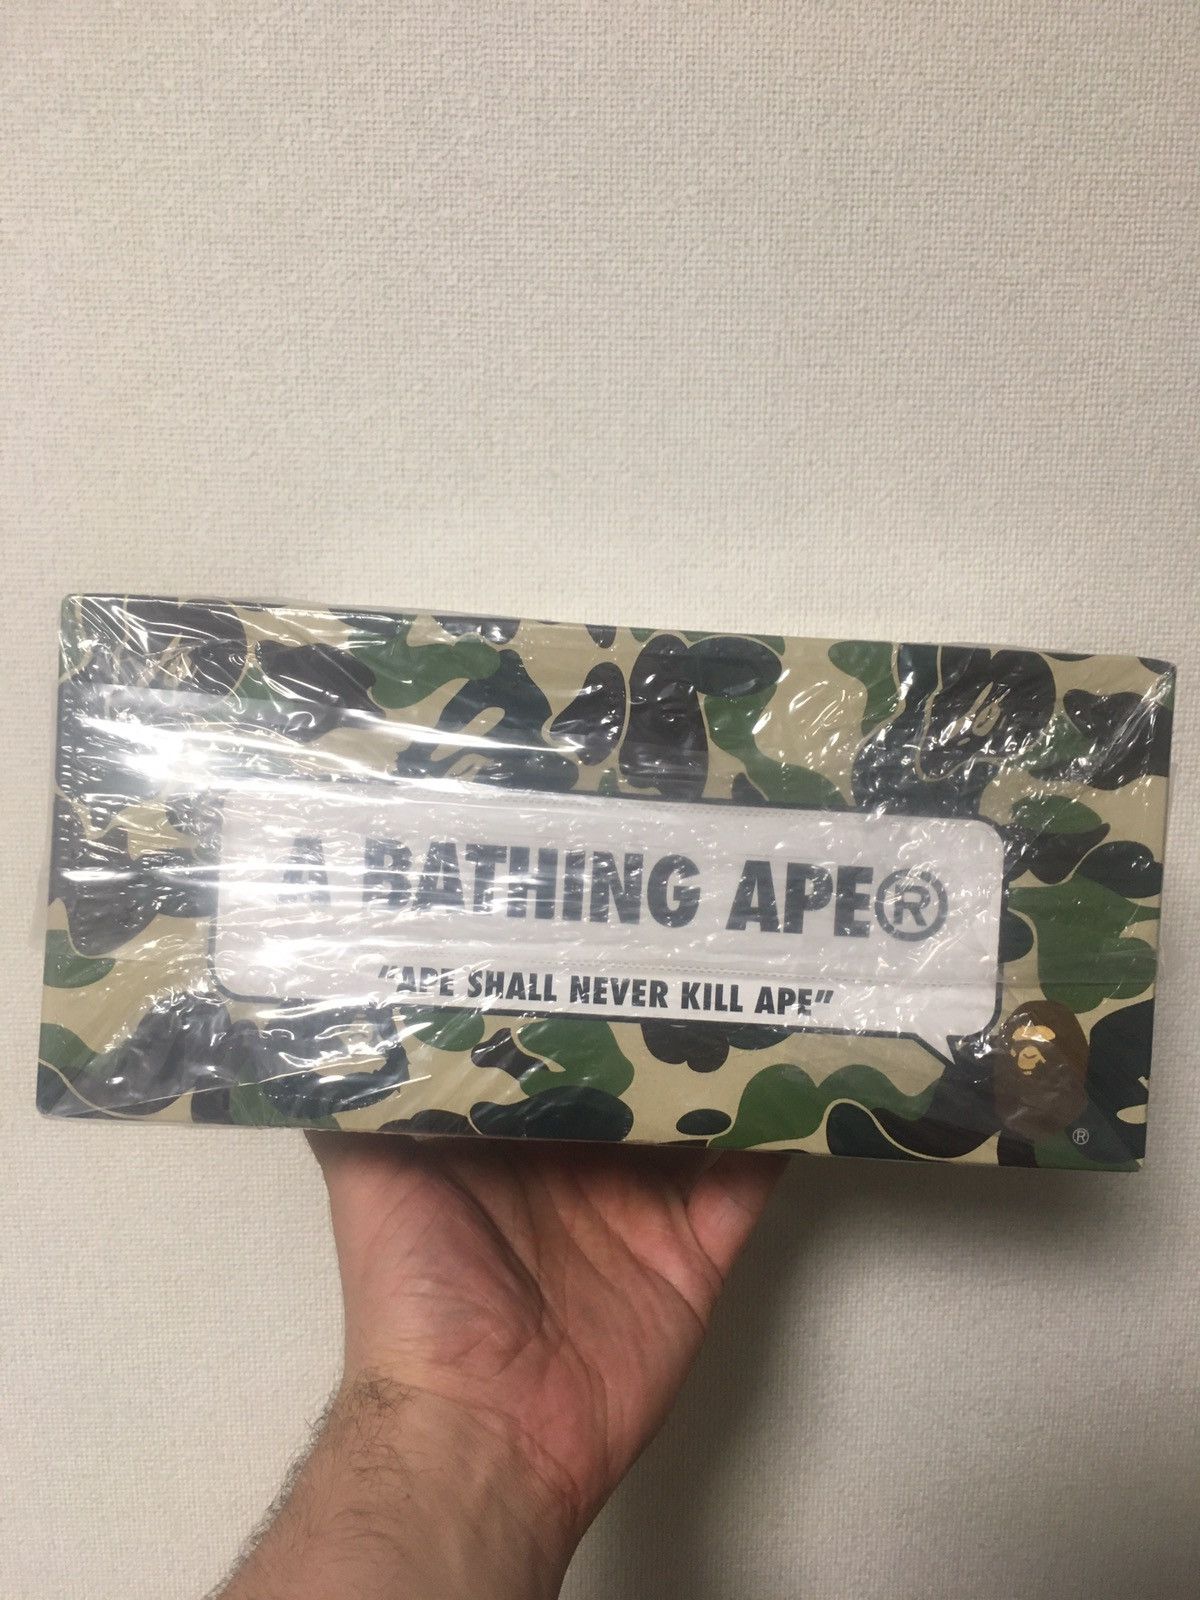 A BATHING APE®
"APE SHALL NEVER KILL APE"
®